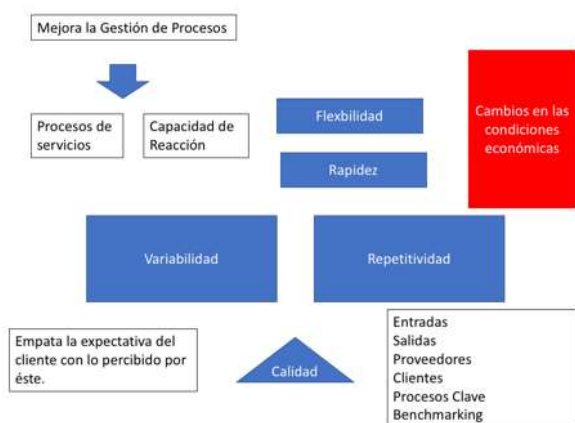 Mejora la Gestión de Procesos
Procesos de
servicios
Capacidad de
Reacción
Flexbilidad
Rapidez
Cambios en las
condiciones
económicas
Variabilidad
Repetitividad
Empata la expectativa del
cliente con lo percibido por
éste.
Calidad
Entradas
Salidas
Proveedores
Clientes
Procesos Clave
Benchmarking